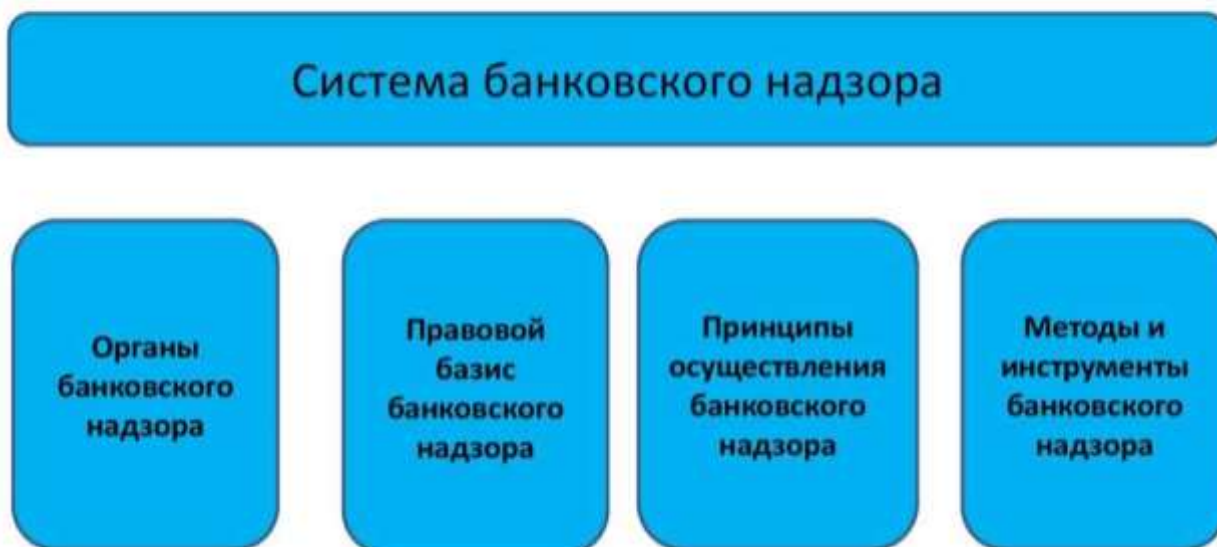 Система банковского надзора
Органы
банковского
надзора
Правовой
базис
банковского
надзора
Принципы
осуществления
банковского
надзора
Методы и
инструменты
банковского
надзора